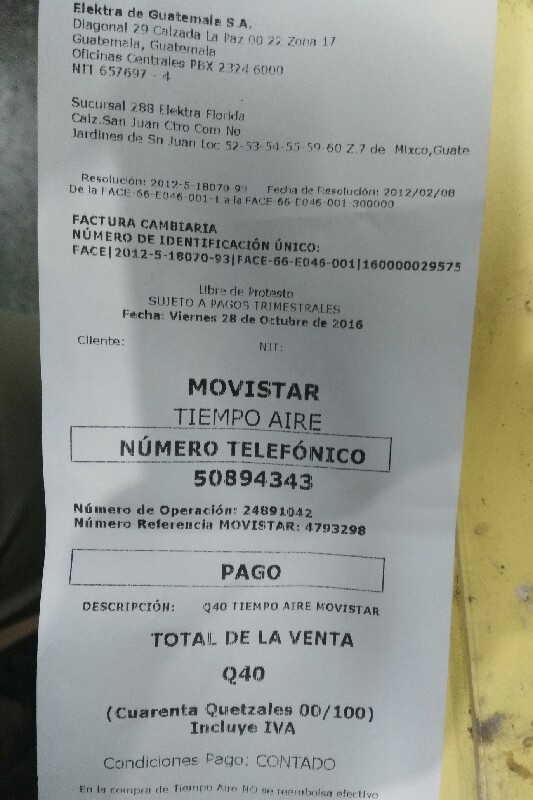 Elektra de Guatemala S.A.
Diagonal 29 Calzada La Paz 00 22 Zona 17
Guatemala, Guatemala
Oficinas Centrales PBX 2324 6000
NIT 657697 - 4
Sucursal 288 Elektra Florida
Calz.San Juan Ctro Com No
Jardines de Sn Juan Loc 52-53-54-55-59-60 Z.7 de Mixco,Guate
Resolución: 2012-5-18070-93 Fecha de Resolución: 2012/02/08
De la FACE-66-E046-001-1 a la FACE-66-E046-001-300000
FACTURA CAMBIARIA
NÚMERO DE IDENTIFICACIÓN ÚNICO:
FACE|2012-5-18070-93|FACE-66-E046-001|160000029575
Libre de Protesto
SUJETO A PAGOS TRIMESTRALES
Fecha: Viernes 28 de Octubre de 2016
Cliente: NIT:
MOVISTAR
TIEMPO AIRE
NÚMERO TELEFÓNICO
50894343
Número de Operación: 24891042
Número Referencia MOVISTAR: 4793298
PAGO
DESCRIPCIÓN: Q40 TIEMPO AIRE MOVISTAR
TOTAL DE LA VENTA
Q40
(Cuarenta Quetzales 00/100)
Incluye IVA
Condiciones Pago: CONTADO
En la compra de Tiempo Aire NO se reembolsa efectivo